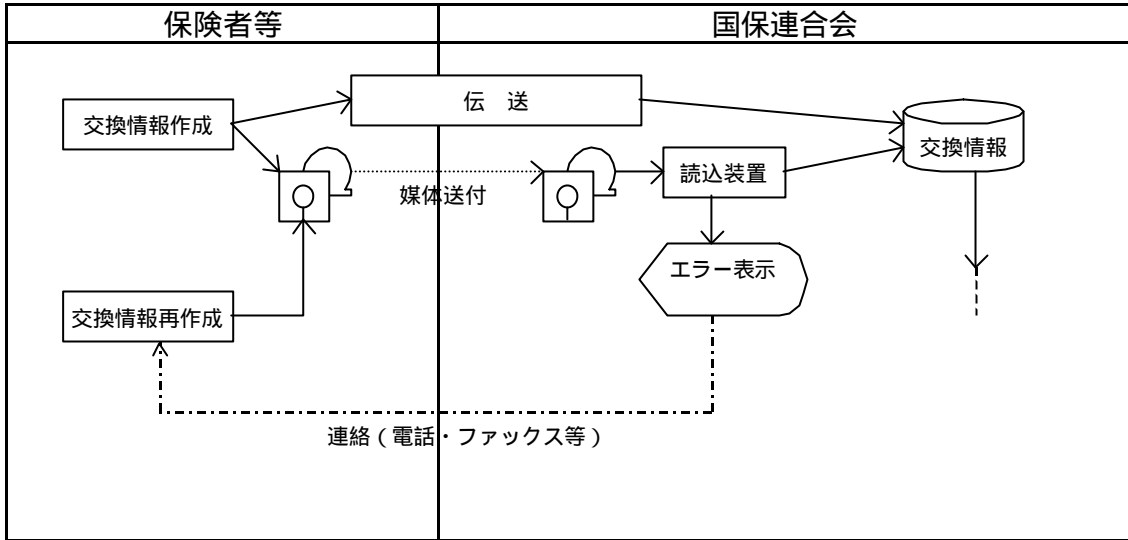 保険者等
国保連合会
伝　送
交換情報作成
交換情報
読込装置
媒体送付
エラー表示
交換情報再作成
連絡（電話・ファックス等）